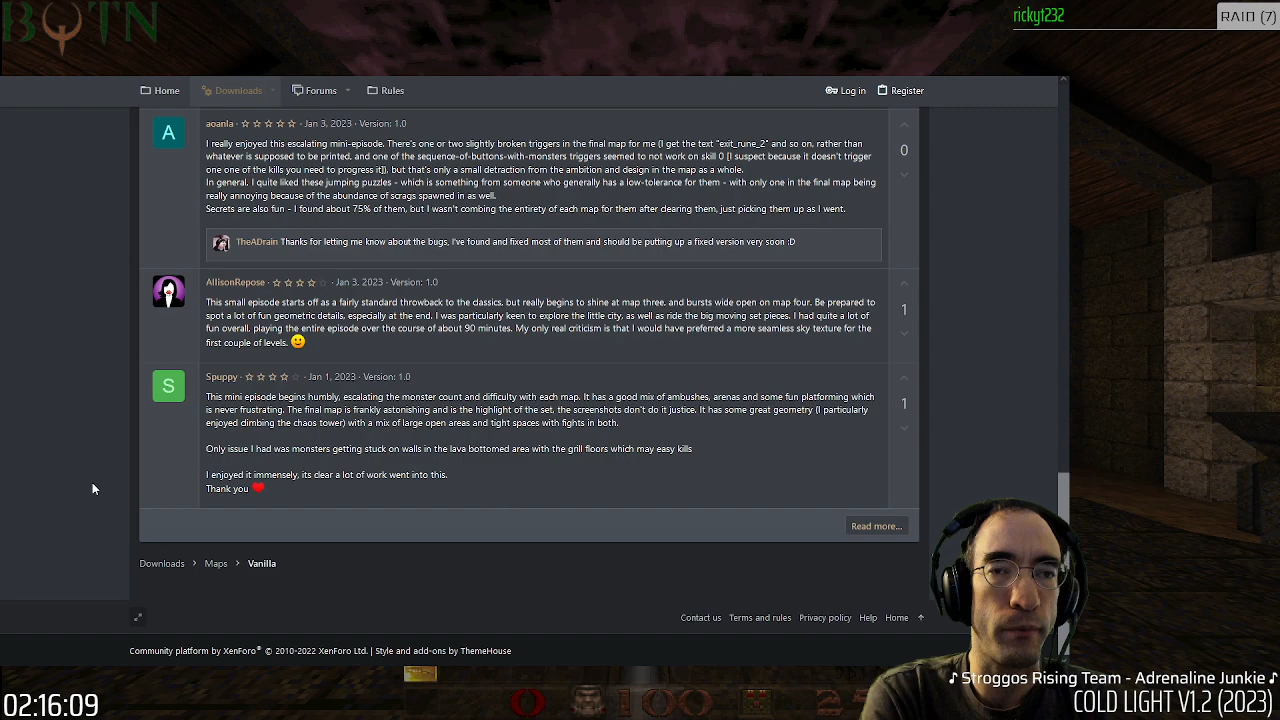 BOTN
rickyt232
RAID (7)
Home
Downloads
Forums
Rules
Log in
Register
A
aoanla
Jan 3, 2023 · Version: 1.0
I really enjoyed this escalating mini-episode. There's one or two slightly broken triggers in the final map for me (I get the text "exit_rune_2" and so on, rather than
whatever is supposed to be printed, and one of the sequence-of-buttons-with-monsters triggers seemed to not work on skill 0 [I suspect because it doesn't trigger
one one of the kills you need to progress it]), but that's only a small detraction from the ambition and design in the map as a whole.
In general, I quite liked these jumping puzzles - which is something from someone who generally has a low-tolerance for them - with only one in the final map being
really annoying because of the abundance of scrags spawned in as well.
Secrets are also fun - I found about 75% of them, but I wasn't combing the entirety of each map for them after clearing them, just picking them up as I went.
0
TheADrain Thanks for letting me know about the bugs, I've found and fixed most of them and should be putting up a fixed version very soon :D
AllisonRepose
Jan 3, 2023 · Version: 1.0
This small episode starts off as a fairly standard throwback to the classics, but really begins to shine at map three, and bursts wide open on map four. Be prepared to
spot a lot of fun geometric details, especially at the end. I was particularly keen to explore the little city, as well as ride the big moving set pieces. I had quite a lot of
fun overall, playing the entire episode over the course of about 90 minutes. My only real criticism is that I would have preferred a more seamless sky texture for the
first couple of levels.
1
S
Spuppy
Jan 1, 2023 · Version: 1.0
This mini episode begins humbly, escalating the monster count and difficulty with each map. It has a good mix of ambushes, arenas and some fun platforming which
is never frustrating. The final map is frankly astonishing and is the highlight of the set, the screenshots don't do it justice. It has some great geometry (I particularly
enjoyed climbing the chaos tower) with a mix of large open areas and tight spaces with fights in both.
Only issue I had was monsters getting stuck on walls in the lava bottomed area with the grill floors which may easy kills
I enjoyed it immensely, its clear a lot of work went into this.
Thank you
1
Read more…
Downloads > Maps > Vanilla
Contact us
Terms and rules
Privacy policy
Help
Home
Community platform by XenForo® © 2010-2022 XenForo Ltd. | Style and add-ons by ThemeHouse
♪ Stroggos Rising Team - Adrenaline Junkie ♪
02:16:09
0
100
COLD LIGHT V1.2 (2023)